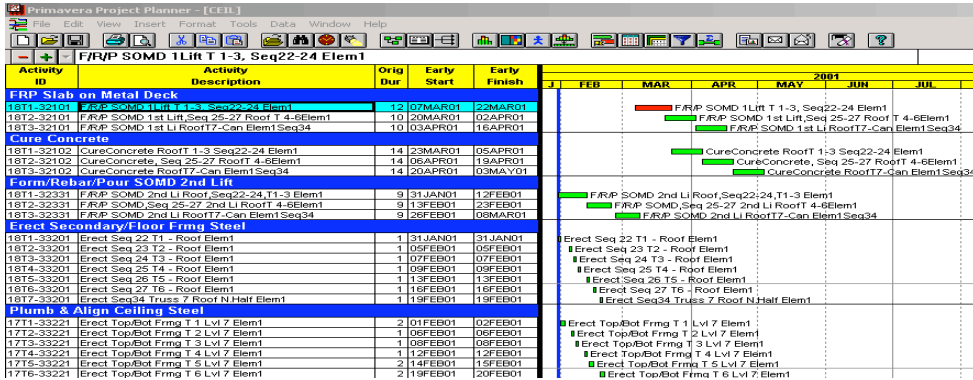 Primavera Project Planner - [CEIL]
File Edit View Insert Format Tools Data Window Help
F/R/P SOMD 1Lift T 1-3, Seq22-24 Elem1
Activity ID Activity Description Orig Dur Early Start Early Finish 2001
J FEB MAR APR MAY JUN JUL
FRP Slab on Metal Deck
18T1-32101 F/R/P SOMD 1Lift T 1-3, Seq22-24 Elem1 12 07MAR01 22MAR01 F/R/P SOMD 1Lift T 1-3, Seq22-24 Elem1
18T2-32101 F/R/P SOMD 1st Lift,Seq 25-27 Roof T 4-6Elem1 10 20MAR01 02APR01 F/R/P SOMD 1st Lift,Seq 25-27 Roof T 4-6Elem1
18T3-32101 F/R/P SOMD 1st Li RoofT7-Can Elem1Seq34 10 03APR01 16APR01 F/R/P SOMD 1st Li RoofT7-Can Elem1Seq34
Cure Concrete
18T1-32102 CureConcrete RoofT 1-3 Seq22-24 Elem1 14 23MAR01 05APR01 CureConcrete RoofT 1-3 Seq22-24 Elem1
18T2-32102 CureConcrete, Seq 25-27 RoofT 4-6Elem1 14 06APR01 19APR01 CureConcrete, Seq 25-27 RoofT 4-6Elem1
18T3-32102 CureConcrete RoofT7-Can Elem1Seq34 14 20APR01 03MAY01 CureConcrete RoofT7-Can Elem1Seq34
Form/Rebar/Pour SOMD 2nd Lift
18T1-32331 F/R/P SOMD 2nd Li Roof,Seq22-24,T1-3 Elem1 9 31JAN01 12FEB01 F/R/P SOMD 2nd Li Roof,Seq22-24,T1-3 Elem1
18T2-32331 F/R/P SOMD,Seq 25-27 2nd Li RoofT 4-6Elem1 9 13FEB01 23FEB01 F/R/P SOMD,Seq 25-27 2nd Li RoofT 4-6Elem1
18T3-32331 F/R/P SOMD 2nd Li RoofT7-Can Elem1Seq34 9 26FEB01 08MAR01 F/R/P SOMD 2nd Li RoofT7-Can Elem1Seq34
Erect Secondary/Floor Frmg Steel
18T1-33201 Erect Seq 22 T1 - Roof Elem1 1 31JAN01 31JAN01 Erect Seq 22 T1 - Roof Elem1
18T2-33201 Erect Seq 23 T2 - Roof Elem1 1 05FEB01 05FEB01 Erect Seq 23 T2 - Roof Elem1
18T3-33201 Erect Seq 24 T3 - Roof Elem1 1 07FEB01 07FEB01 Erect Seq 24 T3 - Roof Elem1
18T4-33201 Erect Seq 25 T4 - Roof Elem1 1 09FEB01 09FEB01 Erect Seq 25 T4 - Roof Elem1
18T5-33201 Erect Seq 26 T5 - Roof Elem1 1 13FEB01 13FEB01 Erect Seq 26 T5 - Roof Elem1
18T6-33201 Erect Seq 27 T6 - Roof Elem1 1 16FEB01 16FEB01 Erect Seq 27 T6 - Roof Elem1
18T7-33201 Erect Seq34 Truss 7 Roof N.Half Elem1 1 19FEB01 19FEB01 Erect Seq34 Truss 7 Roof N.Half Elem1
Plumb & Align Ceiling Steel
17T1-33221 Erect Top/Bot Frmg T 1 Lvl 7 Elem1 2 01FEB01 02FEB01 Erect Top/Bot Frmg T 1 Lvl 7 Elem1
17T2-33221 Erect Top/Bot Frmg T 2 Lvl 7 Elem1 1 06FEB01 06FEB01 Erect Top/Bot Frmg T 2 Lvl 7 Elem1
17T3-33221 Erect Top/Bot Frmg T 3 Lvl 7 Elem1 1 08FEB01 08FEB01 Erect Top/Bot Frmg T 3 Lvl 7 Elem1
17T4-33221 Erect Top/Bot Frmg T 4 Lvl 7 Elem1 1 12FEB01 12FEB01 Erect Top/Bot Frmg T 4 Lvl 7 Elem1
17T5-33221 Erect Top/Bot Frmg T 5 Lvl 7 Elem1 2 14FEB01 15FEB01 Erect Top/Bot Frmg T 5 Lvl 7 Elem1
17T6-33221 Erect Top/Bot Frmg T 6 Lvl 7 Elem1 2 19FEB01 20FEB01 Erect Top/Bot Frmg T 6 Lvl 7 Elem1